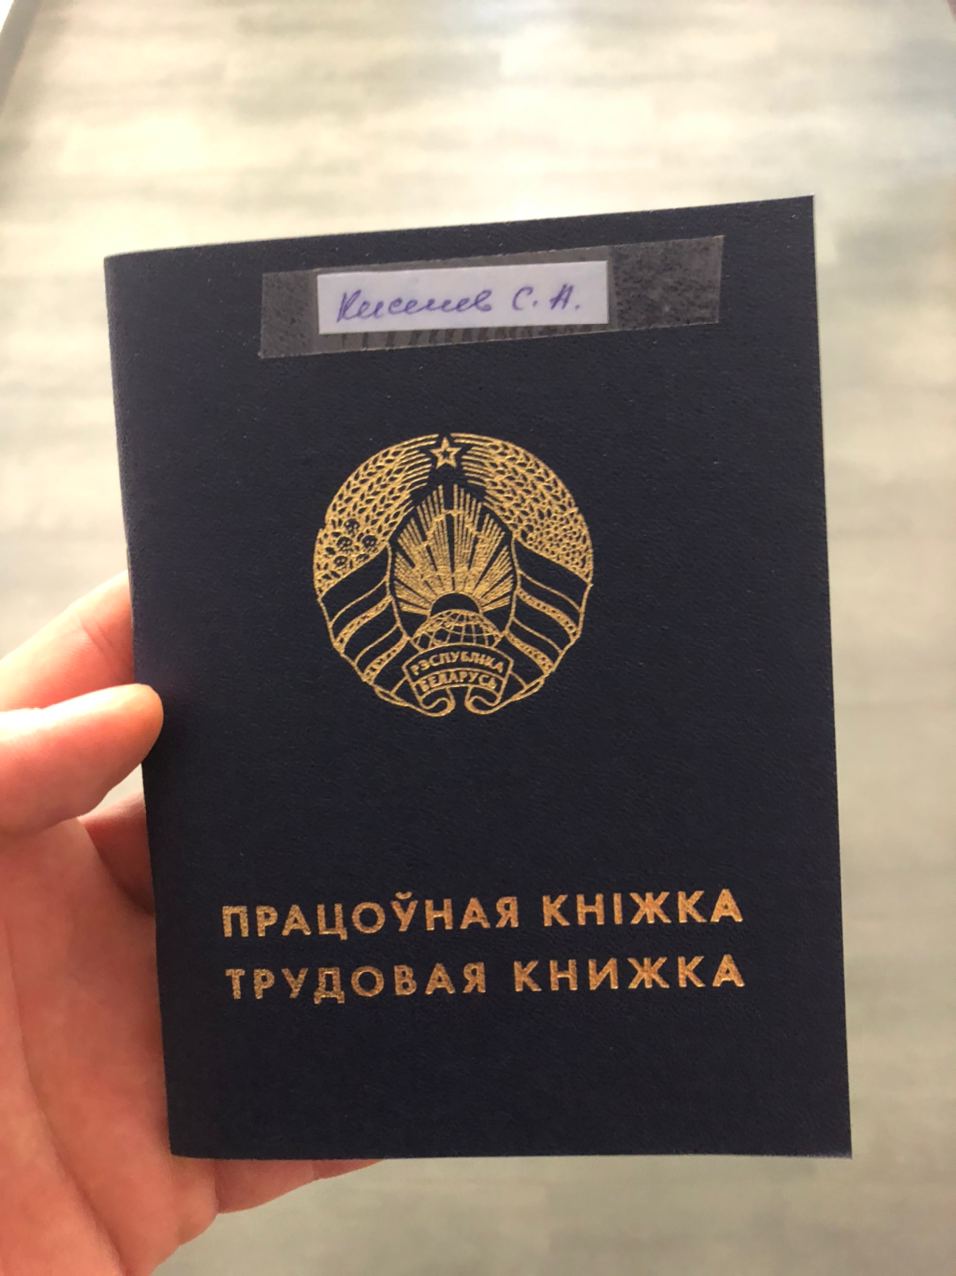 Киселев С. А.
РЭСПУБЛІКА
БЕЛАРУСЬ
ПРАЦОЎНАЯ КНІЖКА
ТРУДОВАЯ КНИЖКА